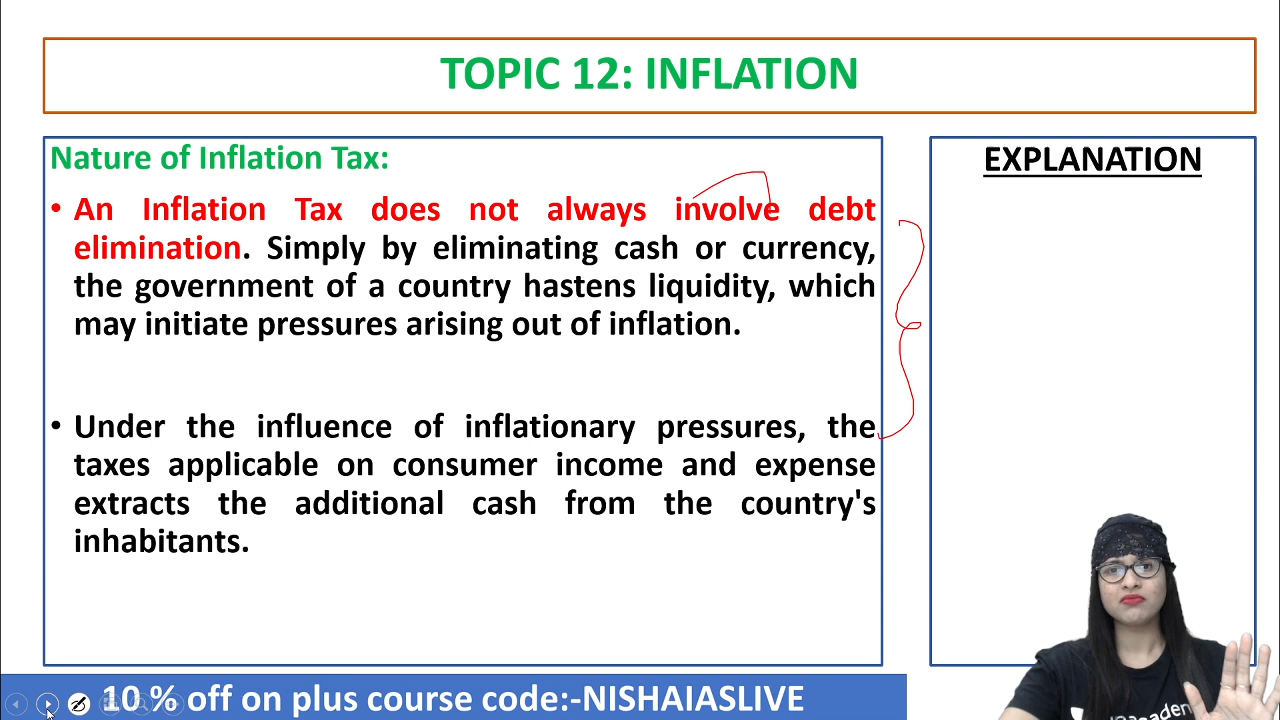 TOPIC 12: INFLATION
Nature of Inflation Tax:
• An Inflation Tax does not always involve debt
elimination. Simply by eliminating cash or currency,
the government of a country hastens liquidity, which
may initiate pressures arising out of inflation.
• Under the influence of inflationary pressures, the
taxes applicable on consumer income and expense
extracts the additional cash from the country's
inhabitants.
EXPLANATION
10 % off on plus course code:-NISHAIASLIVE